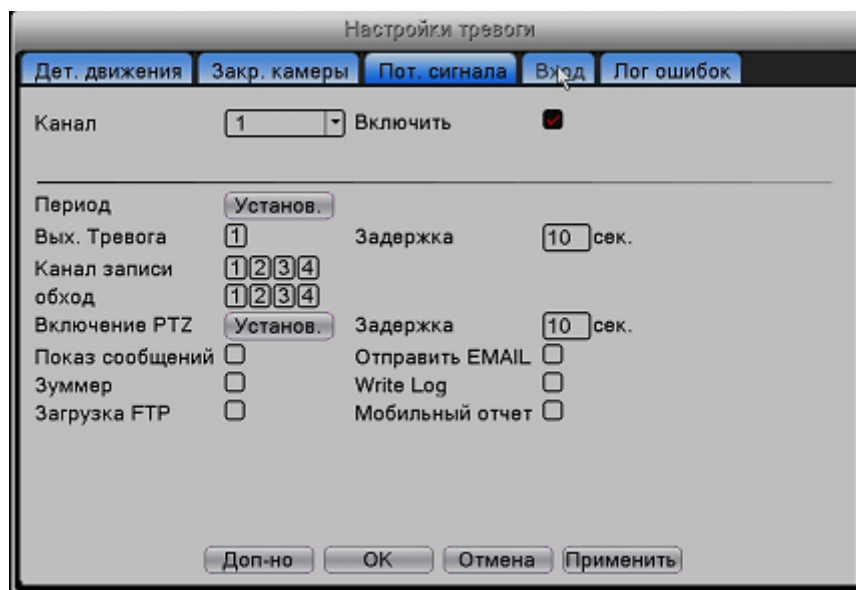 Настройки тревоги
Дет. движения Закр. камеры Пот. сигнала Вход Лог ошибок
Канал 1 Включить
Период Установ.
Вых. Тревога 1 Задержка 10 сек.
Канал записи 1 2 3 4
обход 1 2 3 4
Включение PTZ Установ. Задержка 10 сек.
Показ сообщений Отправить EMAIL
Зуммер Write Log
Загрузка FTP Мобильный отчет
Доп-но OK Отмена Применить